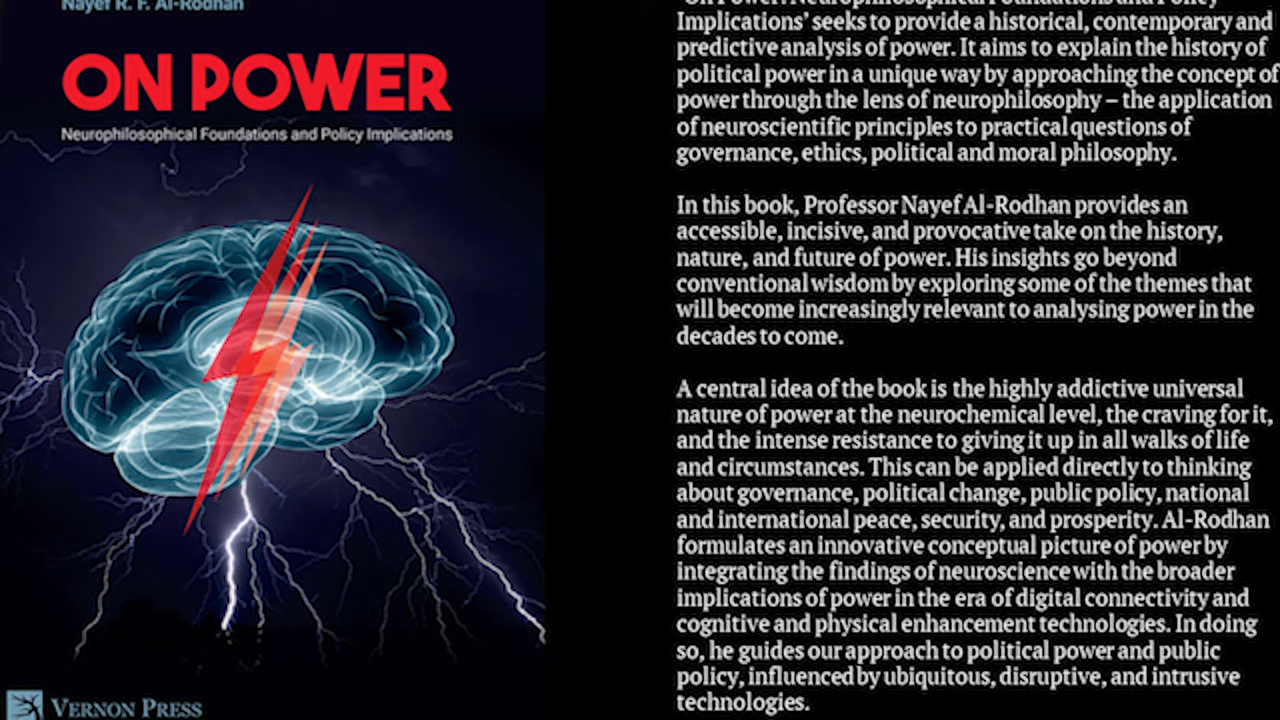 Nayef R. F. Al-Rodhan
ON POWER
Neurophilosophical Foundations and Policy Implications
VERNON PRESS
'On Power: Neurophilosophical Foundations and Policy
Implications' seeks to provide a historical, contemporary and
predictive analysis of power. It aims to explain the history of
political power in a unique way by approaching the concept of
power through the lens of neurophilosophy – the application
of neuroscientific principles to practical questions of
governance, ethics, political and moral philosophy.
In this book, Professor Nayef Al-Rodhan provides an
accessible, incisive, and provocative take on the history,
nature, and future of power. His insights go beyond
conventional wisdom by exploring some of the themes that
will become increasingly relevant to analysing power in the
decades to come.
A central idea of the book is the highly addictive universal
nature of power at the neurochemical level, the craving for it,
and the intense resistance to giving it up in all walks of life
and circumstances. This can be applied directly to thinking
about governance, political change, public policy, national
and international peace, security, and prosperity. Al-Rodhan
formulates an innovative conceptual picture of power by
integrating the findings of neuroscience with the broader
implications of power in the era of digital connectivity and
cognitive and physical enhancement technologies. In doing
so, he guides our approach to political power and public
policy, influenced by ubiquitous, disruptive, and intrusive
technologies.